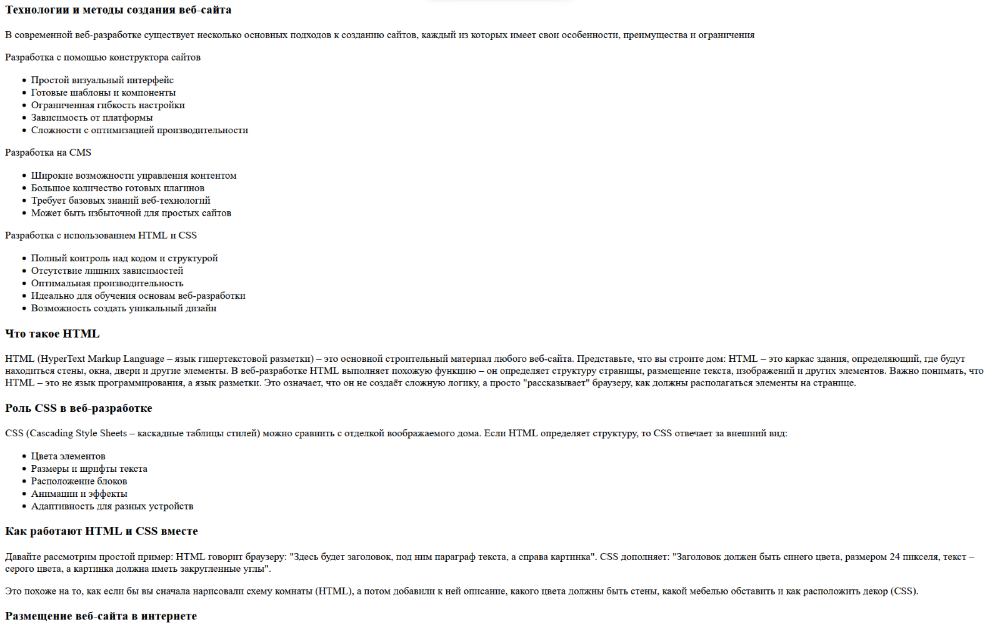 Технологии и методы создания веб-сайта
В современной веб-разработке существует несколько основных подходов к созданию сайтов, каждый из которых имеет свои особенности, преимущества и ограничения
Разработка с помощью конструктора сайтов
• Простой визуальный интерфейс
• Готовые шаблоны и компоненты
• Ограниченная гибкость настройки
• Зависимость от платформы
• Сложности с оптимизацией производительности
Разработка на CMS
• Широкие возможности управления контентом
• Большое количество готовых плагинов
• Требует базовых знаний веб-технологий
• Может быть избыточной для простых сайтов
Разработка с использованием HTML и CSS
• Полный контроль над кодом и структурой
• Отсутствие лишних зависимостей
• Оптимальная производительность
• Идеально для обучения основам веб-разработки
• Возможность создать уникальный дизайн
Что такое HTML
HTML (HyperText Markup Language – язык гипертекстовой разметки) – это основной строительный материал любого веб-сайта. Представьте, что вы строите дом: HTML – это каркас здания, определяющий, где будут
находиться стены, окна, двери и другие элементы. В веб-разработке HTML выполняет похожую функцию – он определяет структуру страницы, размещение текста, изображений и других элементов. Важно понимать, что
HTML – это не язык программирования, а язык разметки. Это означает, что он не создаёт сложную логику, а просто "рассказывает" браузеру, как должны располагаться элементы на странице.
Роль CSS в веб-разработке
CSS (Cascading Style Sheets – каскадные таблицы стилей) можно сравнить с отделкой воображаемого дома. Если HTML определяет структуру, то CSS отвечает за внешний вид:
• Цвета элементов
• Размеры и шрифты текста
• Расположение блоков
• Анимации и эффекты
• Адаптивность для разных устройств
Как работают HTML и CSS вместе
Давайте рассмотрим простой пример: HTML говорит браузеру: "Здесь будет заголовок, под ним параграф текста, а справа картинка". CSS дополняет: "Заголовок должен быть синего цвета, размером 24 пикселя, текст –
серого цвета, а картинка должна иметь закругленные углы".
Это похоже на то, как если бы вы сначала нарисовали схему комнаты (HTML), а потом добавили к ней описание, какого цвета должны быть стены, какой мебелью обставить и как расположить декор (CSS).
Размещение веб-сайта в интернете